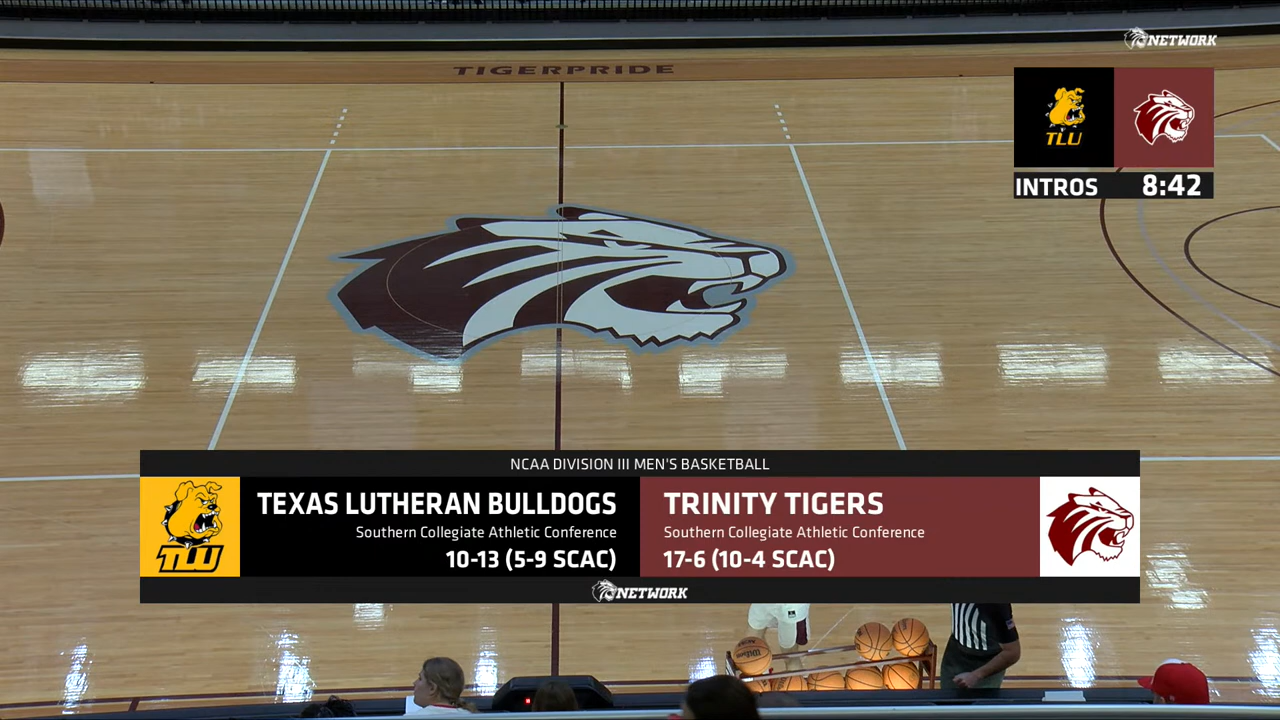 NETWORK
TIGERPRIDE
TLU
INTROS 8:42
NCAA DIVISION III MEN'S BASKETBALL
TEXAS LUTHERAN BULLDOGS
Southern Collegiate Athletic Conference
10-13 (5-9 SCAC)
TRINITY TIGERS
Southern Collegiate Athletic Conference
17-6 (10-4 SCAC)
TLU
NETWORK